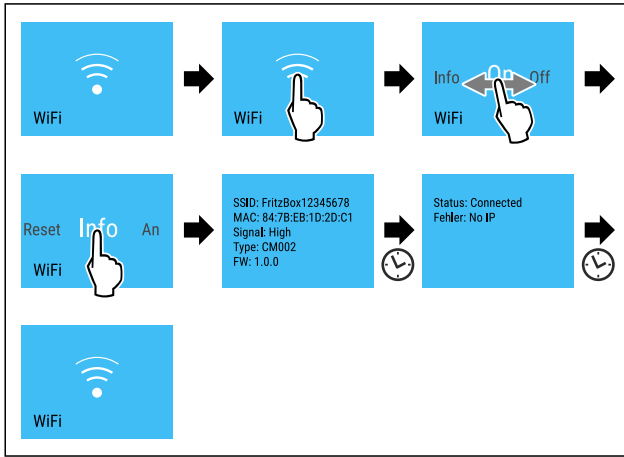 WiFi
WiFi
Info On Off
WiFi
Reset Info An
WiFi
SSID: FritzBox12345678
MAC: 84:7B:EB:1D:2D:C1
Signal: High
Type: CM002
FW: 1.0.0
Status: Connected
Fehler: No IP
WiFi